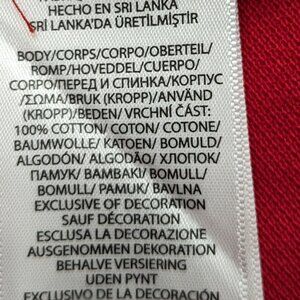 HECHO EN SRI LANKA
SRI LANKA'DA ÜRETİLMİŞTİR
BODY/CORPS/CORPO/OBERTEIL/
ROMP/HOVEDDEL/CUERPO/
CORPO/ПЕРЕД И СПИНКА/КОРПУС
/ΣΩΜΑ/BUK (KROPP)/ANVÄND
(KROPP)/BEDEN/ VRCHNÍ ČÁST:
100% COTTON/ COTON/ COTONE/
BAUMWOLLE/ KATOEN/ BOMULD/
ALGODÓN/ ALGODÃO/ ХЛОПОК/
ПАМУК/ ΒΑΜΒΑΚΙ/ BOMULL/
BOMULL/ PAMUK/ BAVLNA
EXCLUSIVE OF DECORATION
SAUF DÉCORATION
ESCLUSA LA DECORAZIONE
AUSGENOMMEN DEKORATION
BEHALVE VERSIERING
UDEN PYNT
EXCLUSIVO DE LA DECORACIÓN